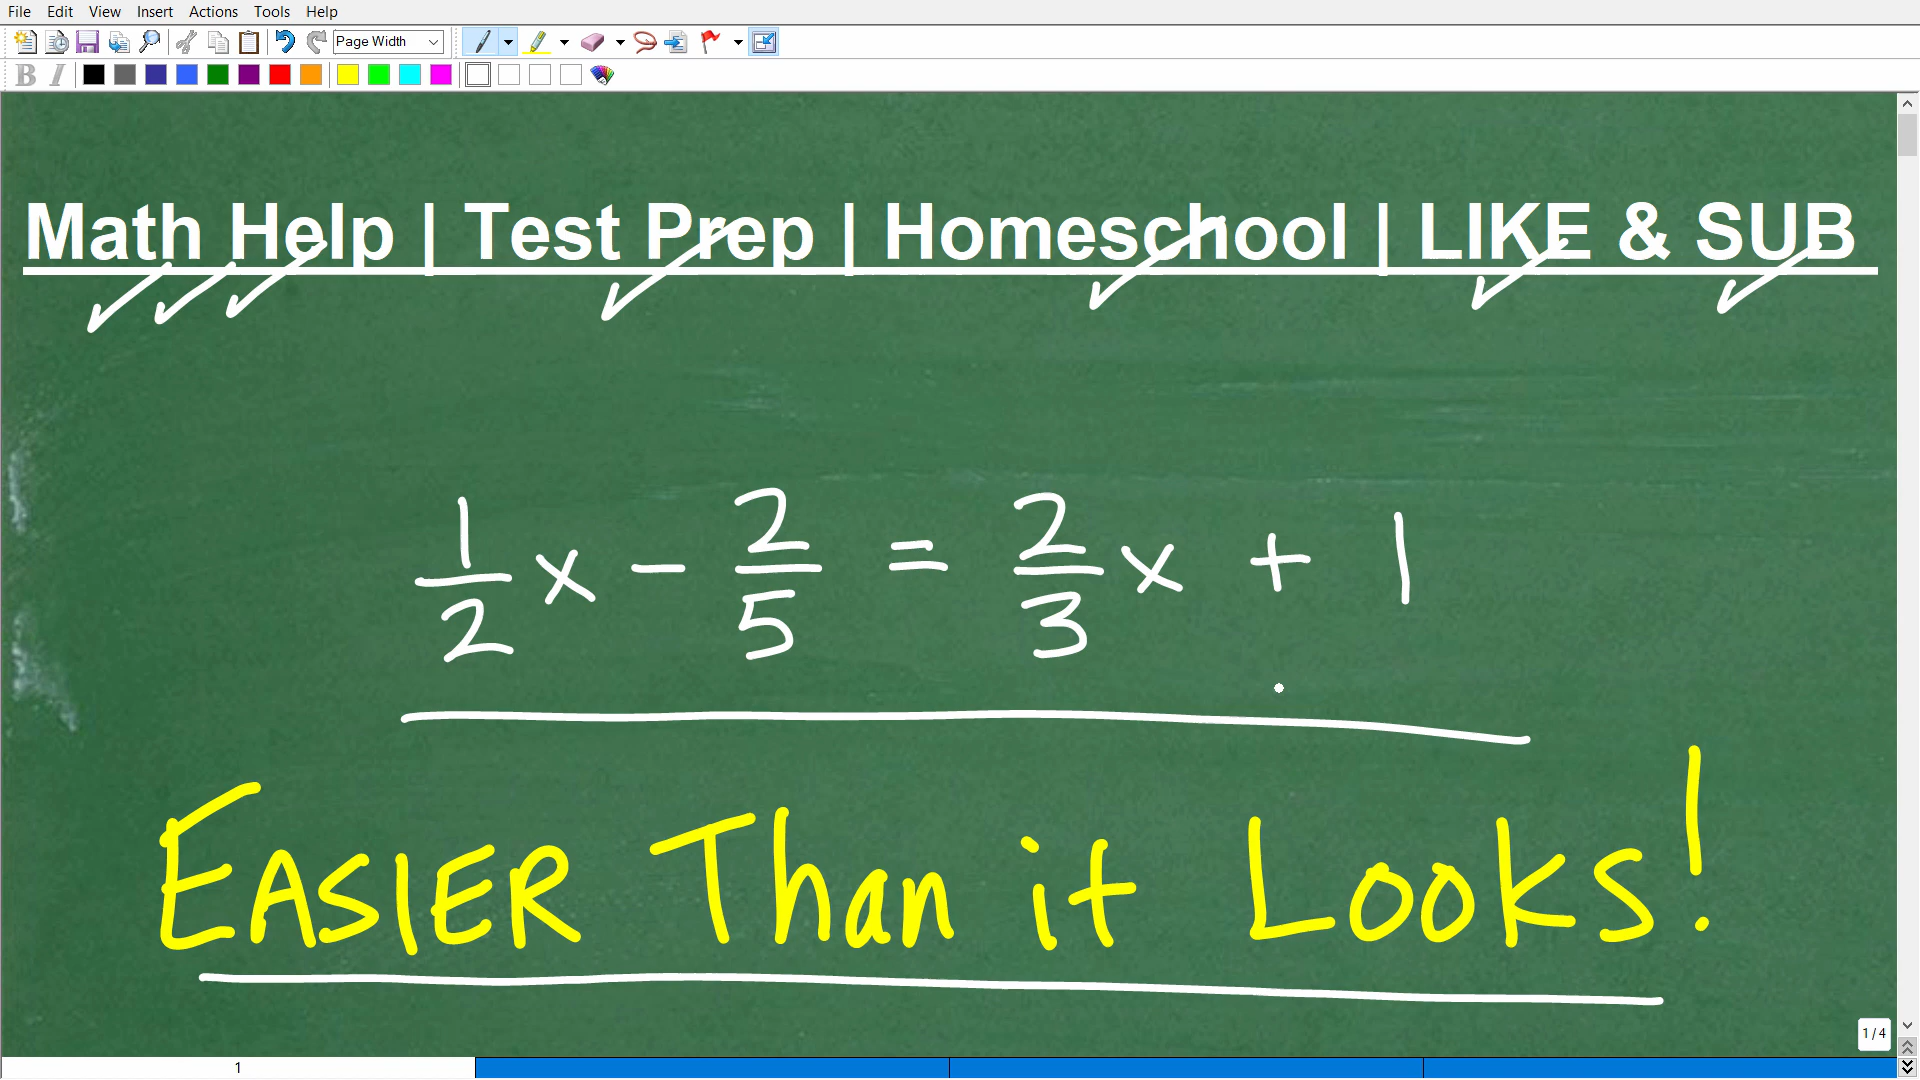 File Edit View Insert Actions Tools Help
Page Width
B I
Math Help | Test Prep | Homeschool | LIKE & SUB
1/2 x - 2/5 = 2/3 x + 1
EASIER Than it Looks!
1/4
1